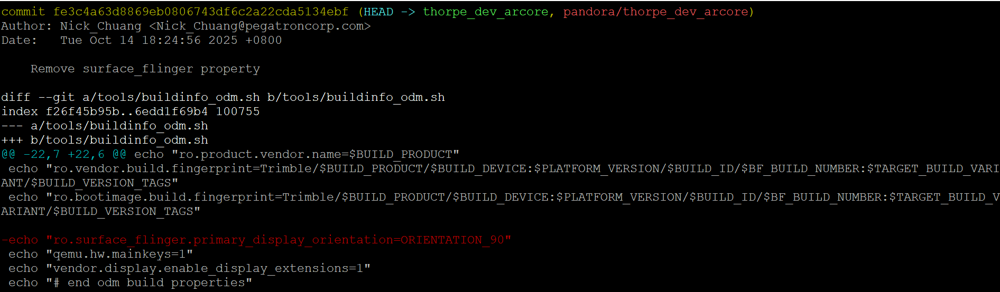 commit fe3c4a63d8869eb0806743df6c2a22cda5134ebf (HEAD -> thorpe_dev_arcore, pandora/thorpe_dev_arcore)
Author: Nick_Chuang <Nick_Chuang@pegatroncorp.com>
Date:   Tue Oct 14 18:24:56 2025 +0800
    Remove surface_flinger property
diff --git a/tools/buildinfo_odm.sh b/tools/buildinfo_odm.sh
index f26f45b95b..6edd1f69b4 100755
--- a/tools/buildinfo_odm.sh
+++ b/tools/buildinfo_odm.sh
@@ -22,7 +22,6 @@ echo "ro.product.vendor.name=$BUILD_PRODUCT"
 echo "ro.vendor.build.fingerprint=Trimble/$BUILD_PRODUCT/$BUILD_DEVICE:$PLATFORM_VERSION/$BUILD_ID/$BF_BUILD_NUMBER:$TARGET_BUILD_VARI
ANT/$BUILD_VERSION_TAGS"
 echo "ro.bootimage.build.fingerprint=Trimble/$BUILD_PRODUCT/$BUILD_DEVICE:$PLATFORM_VERSION/$BUILD_ID/$BF_BUILD_NUMBER:$TARGET_BUILD_V
ARIANT/$BUILD_VERSION_TAGS"
-echo "ro.surface_flinger.primary_display_orientation=ORIENTATION_90"
 echo "qemu.hw.mainkeys=1"
 echo "vendor.display.enable_display_extensions=1"
 echo "# end odm build properties"